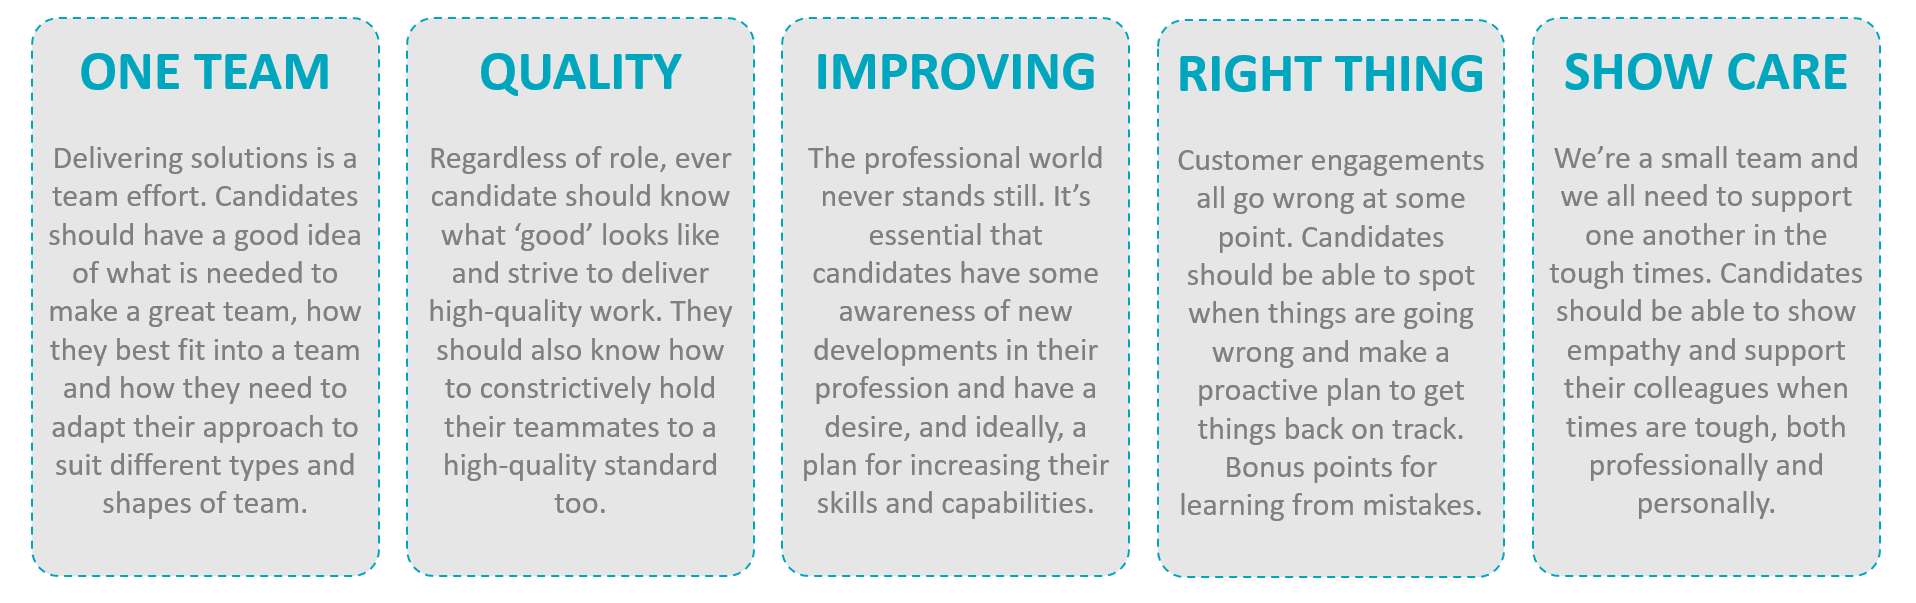 ONE TEAM
Delivering solutions is a
team effort. Candidates
should have a good idea
of what is needed to
make a great team, how
they best fit into a team
and how they need to
adapt their approach to
suit different types and
shapes of team.
QUALITY
Regardless of role, ever
candidate should know
what ‘good’ looks like
and strive to deliver
high-quality work. They
should also know how
to constrictively hold
their teammates to a
high-quality standard
too.
IMPROVING
The professional world
never stands still. It’s
essential that
candidates have some
awareness of new
developments in their
profession and have a
desire, and ideally, a
plan for increasing their
skills and capabilities.
RIGHT THING
Customer engagements
all go wrong at some
point. Candidates
should be able to spot
when things are going
wrong and make a
proactive plan to get
things back on track.
Bonus points for
learning from mistakes.
SHOW CARE
We’re a small team and
we all need to support
one another in the
tough times. Candidates
should be able to show
empathy and support
their colleagues when
times are tough, both
professionally and
personally.